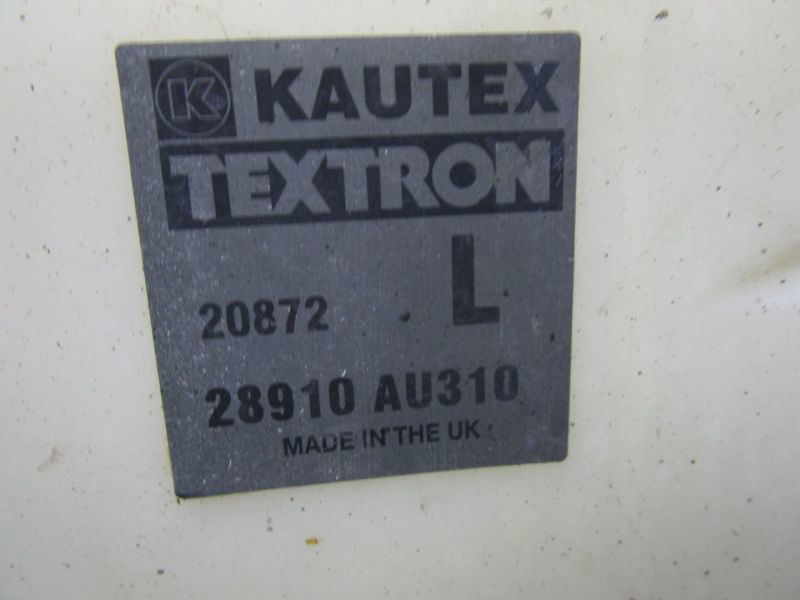 K KAUTEX
TEXTRON
L
20872
28910 AU310
MADE IN THE UK